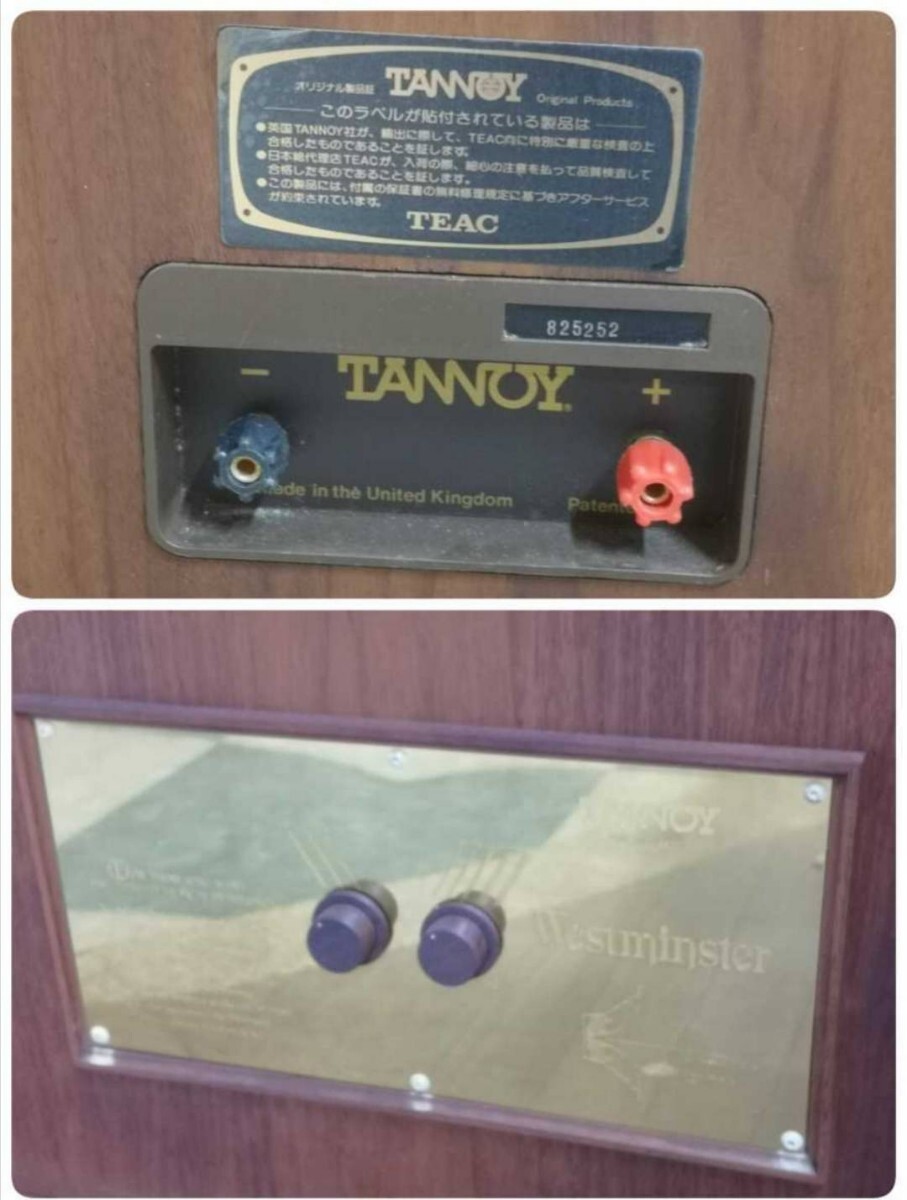 オリジナル製品証 TANNOY Original Products
このラベルが貼付されている製品は
●英国TANNOY社が、輸出に際して、TEAC向に特別に厳重な検査の上
合格したものであることを証します。
●日本総代理店TEACが、入荷の際、細心の注意を払って品質検査して
合格したものであることを証します。
●この製品には、付属の保証書の無料修理規定に基づきアフターサービス
が約束されています。
TEAC
825252
− TANNOY® +
in the United Kingdom
TANNOY
Westminster